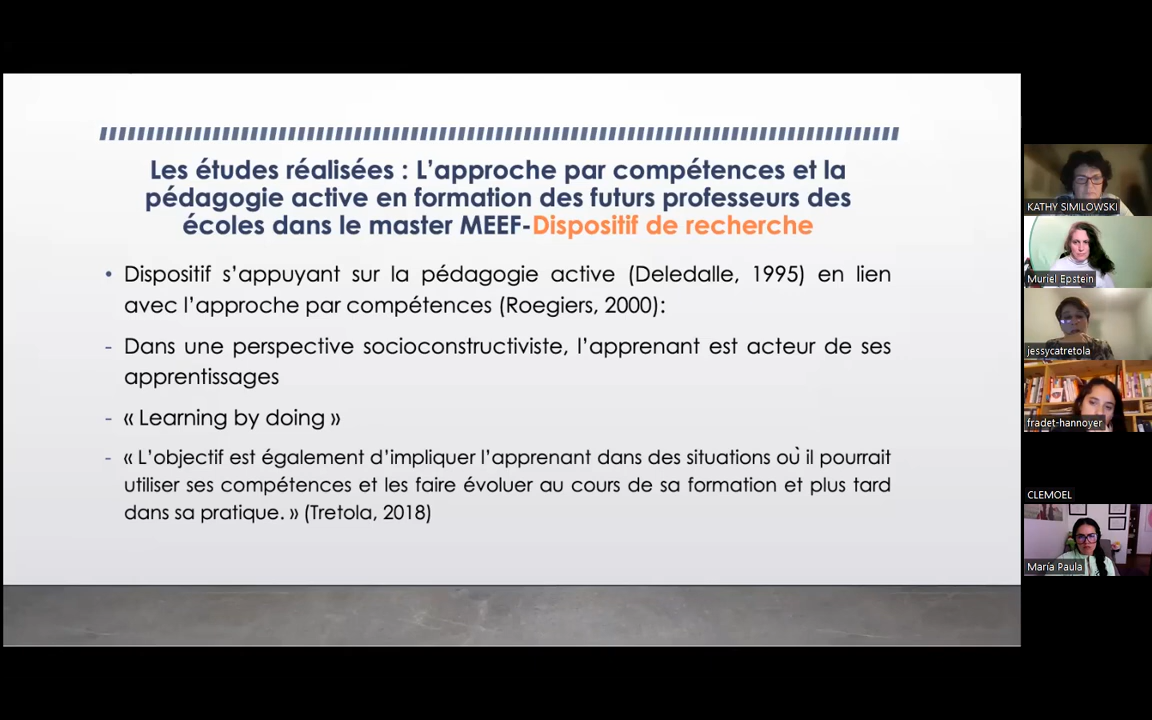 Les études réalisées : L’approche par compétences et la
pédagogie active en formation des futurs professeurs des
écoles dans le master MEEF-Dispositif de recherche
• Dispositif s’appuyant sur la pédagogie active (Deledalle, 1995) en lien
avec l’approche par compétences (Roegiers, 2000):
- Dans une perspective socioconstructiviste, l’apprenant est acteur de ses
apprentissages
- « Learning by doing »
- « L’objectif est également d’impliquer l’apprenant dans des situations où il pourrait
utiliser ses compétences et les faire évoluer au cours de sa formation et plus tard
dans sa pratique. » (Tretola, 2018)
KATHY SIMILOWSKI
Muriel Epstein
jessycatretola
fradet-hannoyer
CLEMOEL
María Paula